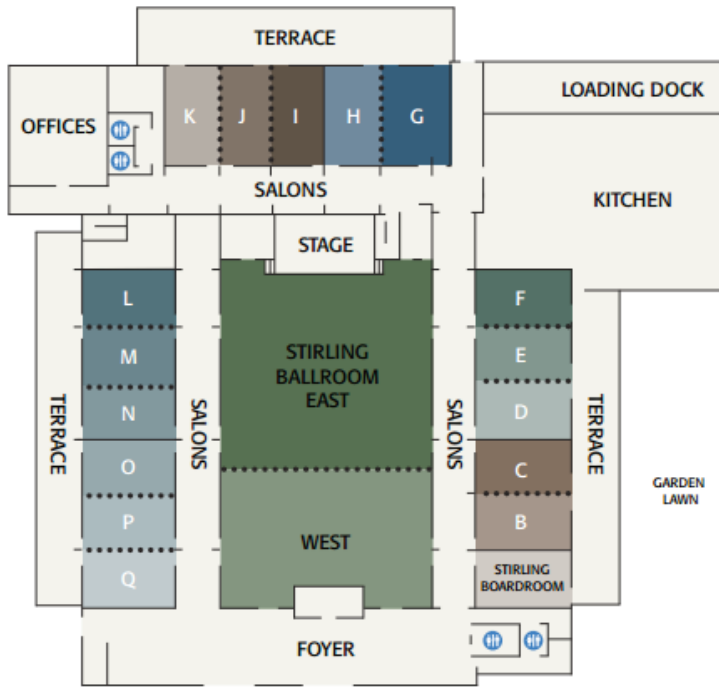 TERRACE
LOADING DOCK
OFFICES
K J I H G
SALONS
KITCHEN
STAGE
L
F
STIRLING
BALLROOM
EAST
M
E
TERRACE
N
SALONS
SALONS
D
TERRACE
O
C
GARDEN
LAWN
P
B
WEST
Q
STIRLING
BOARDROOM
FOYER